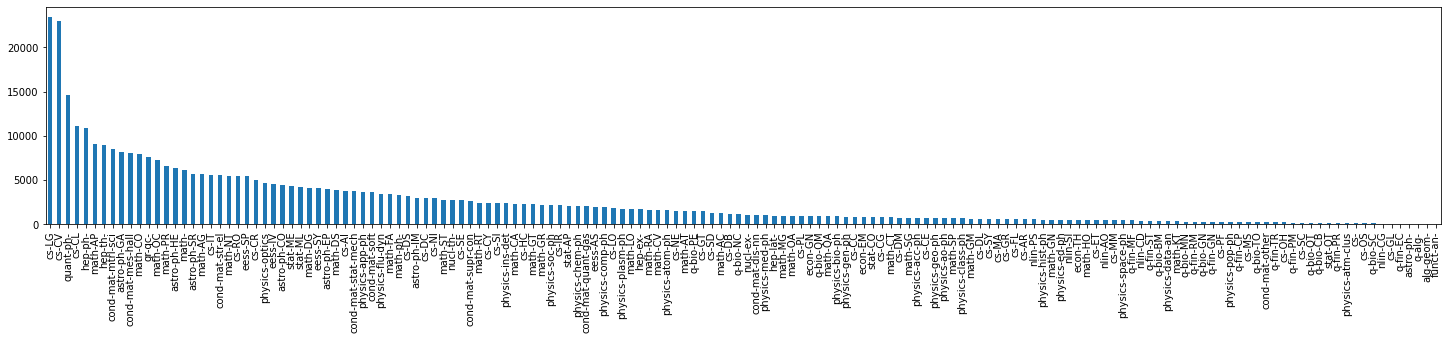 20000
15000
10000
5000
0
cs-LG
cs-CV
quant-ph-
cs-CL
hep-ph-
math-AP
hep-th-
cond-mat-mtrl-sci
astro-ph-GA
cond-mat-mes-hall
math-CO
gr-qc-
math-OC
math-PR
astro-ph-HE
math-
astro-ph-SR
math-AG
cs-IT
cond-mat-str-el
math-NT
cs-RO
eess-SP
cs-CR
physics-optics
eess-IV
astro-ph-CO
stat-ME
stat-ML
math-DG
eess-SY
astro-ph-EP
math-DS
cs-AI
cond-mat-stat-mech
physics-app-ph
cond-mat-soft
physics-flu-dyn
math-FA
math-ph-
cs-DS
astro-ph-IM
cs-DC
cs-NI
math-ST
nucl-th-
cs-SE
cond-mat-supr-con
math-RT
cs-CY
cs-SI
physics-ins-det
math-CA
cs-HC
math-GT
math-GR
physics-soc-ph
cs-IR
stat-AP
physics-chem-ph
cond-mat-quant-gas
eess-AS
physics-comp-ph
cs-LO
physics-plasm-ph
math-LO
hep-ex-
math-RA
math-CV
physics-atom-ph
cs-NE
math-AT
q-bio-PE
cs-GT
cs-SD
math-AC
cs-DB
q-bio-NC
nucl-ex-
cond-mat-dis-nn
physics-med-ph
hep-lat-
math-MG
math-OA
cs-PL
econ-GN
q-bio-QM
math-QA
physics-bio-ph
physics-gen-ph
cs-CC
econ-EM
stat-CO
cs-CG
math-CT
cs-DM
math-SG
physics-acc-ph
cs-CE
physics-geo-ph
physics-ao-ph
math-SP
physics-class-ph
math-GM
cs-DL
cs-SY
cs-MA
cs-GR
cs-FL
cs-AR
nlin-PS
physics-hist-ph
math-GN
physics-ed-ph
nlin-SI
econ-TH
math-HO
cs-ET
nlin-AO
cs-MM
physics-space-ph
q-fin-MF
nlin-CD
q-fin-ST
q-bio-BM
physics-data-an
math-KT
q-bio-MN
q-fin-RM
q-bio-GN
q-fin-GN
cs-PF
physics-pop-ph
q-fin-CP
cs-MS
q-bio-TO
cond-mat-other
q-fin-TR
cs-OH
q-fin-PM
cs-SC
q-bio-OT
q-bio-CB
stat-OT
q-fin-PR
physics-atm-clus
cs-
cs-OS
q-bio-SC
nlin-CG
cs-GL
q-fin-EC
astro-ph-
q-alg-
alg-geom-
funct-an-